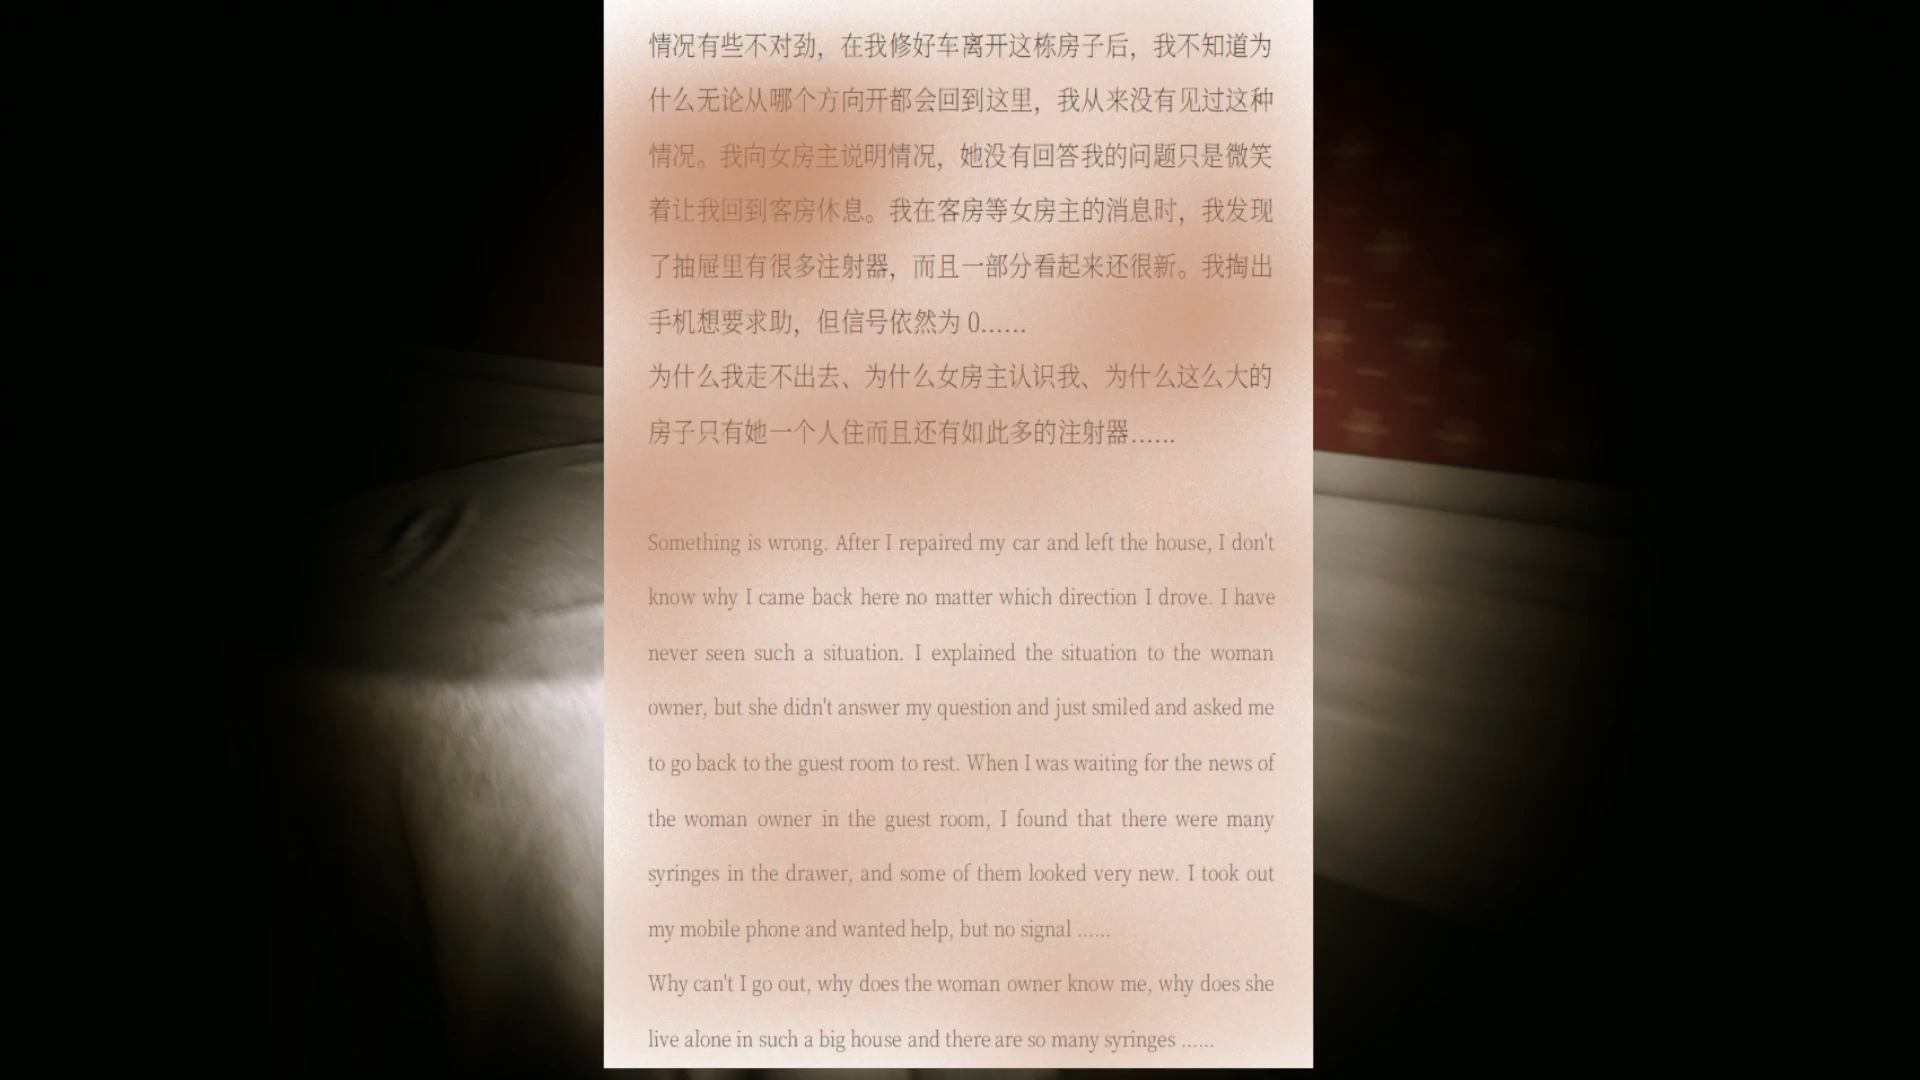 情况有些不对劲，在我修好车离开这栋房子后，我不知道为
什么无论从哪个方向开都会回到这里，我从来没有见过这种
情况。我向女房主说明情况，她没有回答我的问题只是微笑
着让我回到客房休息。我在客房等女房主的消息时，我发现
了抽屉里有很多注射器，而且一部分看起来还很新。我掏出
手机想要求助，但信号依然为 0……
为什么我走不出去、为什么女房主认识我、为什么这么大的
房子只有她一个人住而且还有如此多的注射器……
Something is wrong. After I repaired my car and left the house, I don't
know why I came back here no matter which direction I drove. I have
never seen such a situation. I explained the situation to the woman
owner, but she didn't answer my question and just smiled and asked me
to go back to the guest room to rest. When I was waiting for the news of
the woman owner in the guest room, I found that there were many
syringes in the drawer, and some of them looked very new. I took out
my mobile phone and wanted help, but no signal ......
Why can't I go out, why does the woman owner know me, why does she
live alone in such a big house and there are so many syringes ......